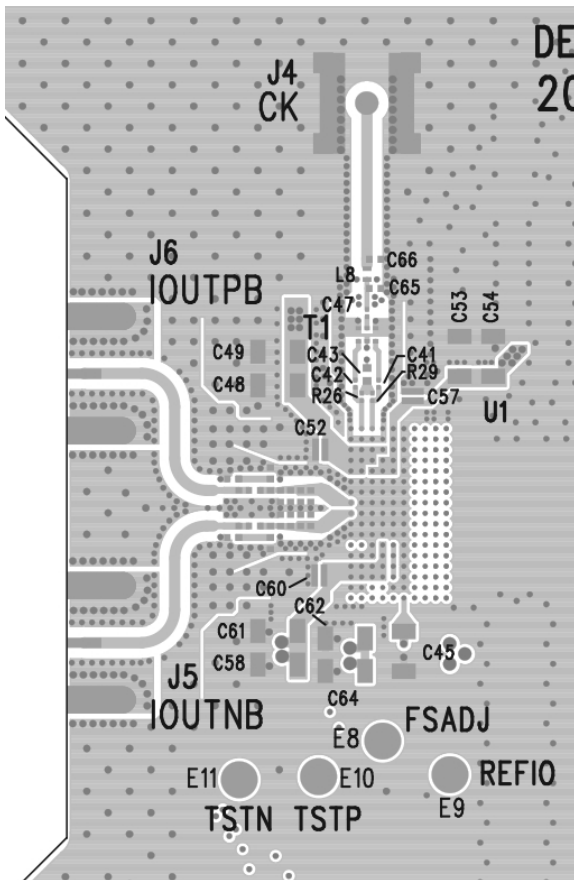 DE
20
J4
CK
C66
L8
C65
C47
J6
IOUTPB
T1
C53
C54
C49
C43
C41
C48
C42
R29
R26
C57
U1
C52
C60
C62
C61
C58
C45
J5
IOUTNB
C64
FSADJ
E8
E11
E10
REFIO
E9
TSTN
TSTP